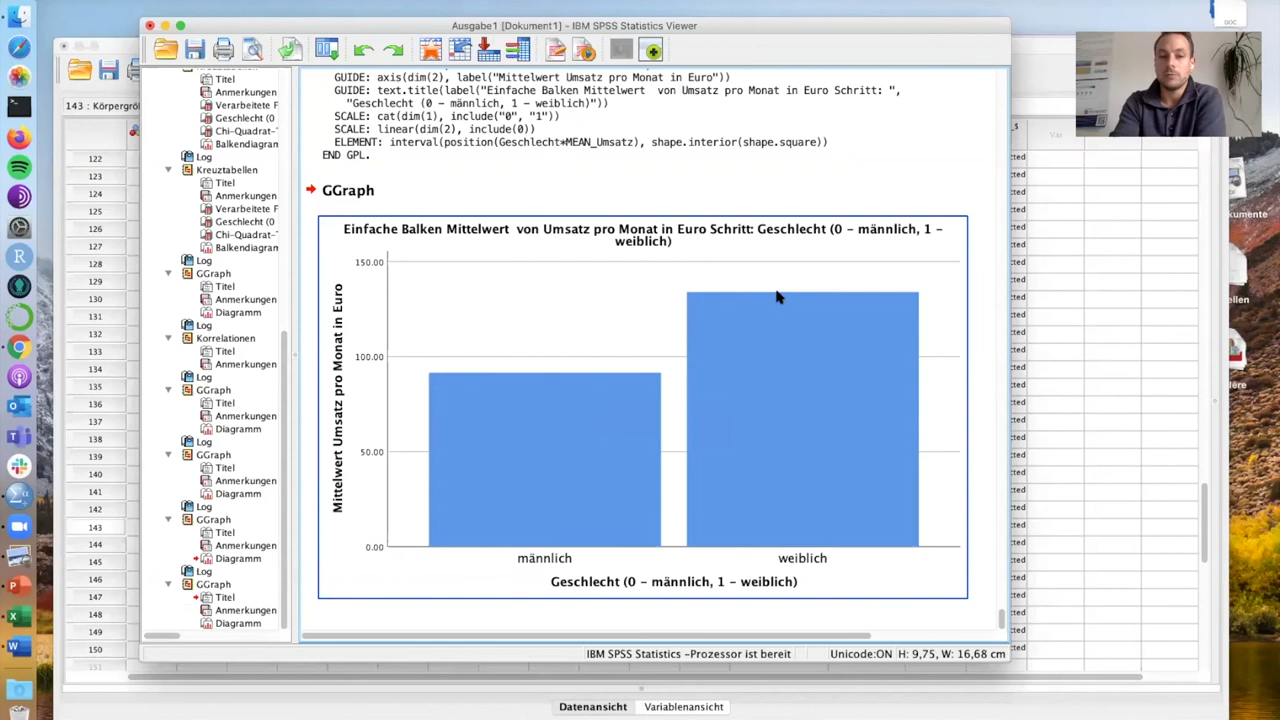 Ausgabe1 [Dokument1] - IBM SPSS Statistics Viewer
DOC
143 : Körpergröß
122
123
124
125
126
127
128
129
130
131
132
133
134
135
136
137
138
139
140
141
142
143
144
145
146
147
148
149
150
151
Titel
Anmerkungen
Verarbeitete F
Geschlecht (0
Chi-Quadrat-
Balkendiagram
Log
Kreuztabellen
Titel
Anmerkungen
Verarbeitete F
Geschlecht (0
Chi-Quadrat-
Balkendiagram
Log
GGraph
Titel
Anmerkungen
Diagramm
Log
Korrelationen
Titel
Anmerkungen
Log
GGraph
Titel
Anmerkungen
Diagramm
Log
GGraph
Titel
Anmerkungen
Diagramm
Log
GGraph
Titel
Anmerkungen
Diagramm
Log
GGraph
Titel
Anmerkungen
Diagramm
GUIDE: axis(dim(2), label("Mittelwert Umsatz pro Monat in Euro"))
GUIDE: text.title(label("Einfache Balken Mittelwert von Umsatz pro Monat in Euro Schritt: ",
"Geschlecht (0 – männlich, 1 – weiblich)"))
SCALE: cat(dim(1), include("0", "1"))
SCALE: linear(dim(2), include(0))
ELEMENT: interval(position(Geschlecht*MEAN_Umsatz), shape.interior(shape.square))
END GPL.
GGraph
Einfache Balken Mittelwert von Umsatz pro Monat in Euro Schritt: Geschlecht (0 – männlich, 1 –
weiblich)
Mittelwert Umsatz pro Monat in Euro
150.00
100.00
50.00
0.00
männlich
weiblich
Geschlecht (0 – männlich, 1 – weiblich)
IBM SPSS Statistics -Prozessor ist bereit
Unicode:ON H: 9,75, W: 16,68 cm
Datenansicht
Variablenansicht